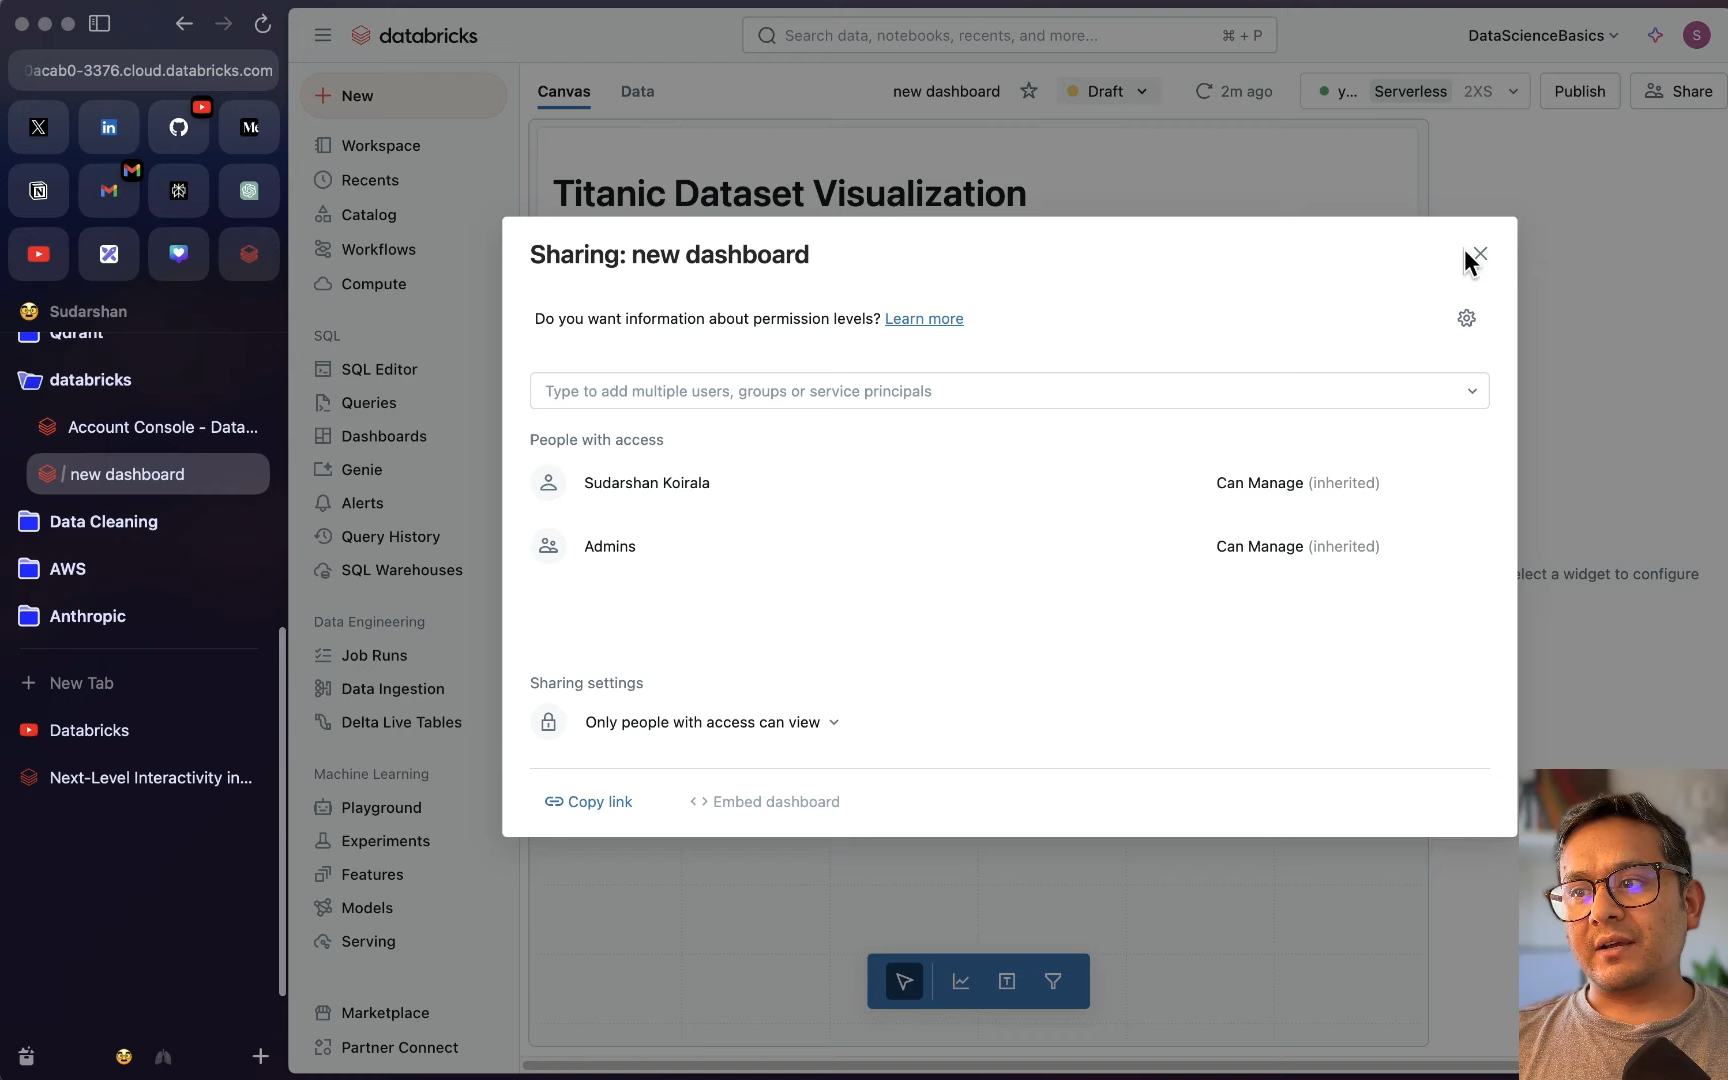 0acab0-3376.cloud.databricks.com
Sudarshan
Qdrant
databricks
Account Console - Data...
/ new dashboard
Data Cleaning
AWS
Anthropic
New Tab
Databricks
Next-Level Interactivity in...
databricks
Search data, notebooks, recents, and more...
⌘ + P
DataScienceBasics
S
New
Workspace
Recents
Catalog
Workflows
Compute
SQL
SQL Editor
Queries
Dashboards
Genie
Alerts
Query History
SQL Warehouses
Data Engineering
Job Runs
Data Ingestion
Delta Live Tables
Machine Learning
Playground
Experiments
Features
Models
Serving
Marketplace
Partner Connect
Canvas
Data
new dashboard
Draft
2m ago
y...
Serverless
2XS
Publish
Share
Titanic Dataset Visualization
Sharing: new dashboard
Do you want information about permission levels? Learn more
Type to add multiple users, groups or service principals
People with access
Sudarshan Koirala
Can Manage (inherited)
Admins
Can Manage (inherited)
Sharing settings
Only people with access can view
Copy link
Embed dashboard
elect a widget to configure